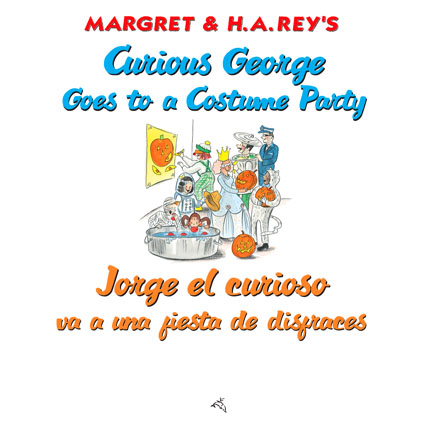 MARGRET & H.A. REY'S
Curious George
Goes to a Costume Party
Jorge el curioso
va a una fiesta de disfraces